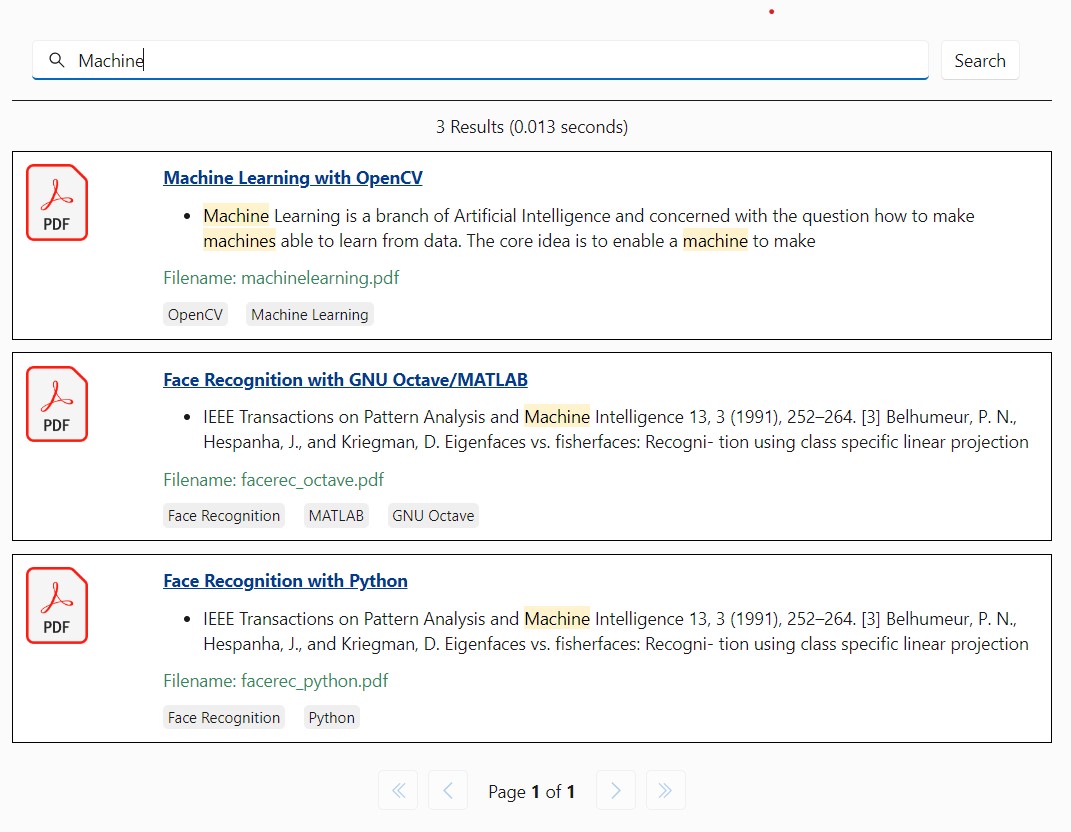 Machine
Search
3 Results (0.013 seconds)
PDF
Machine Learning with OpenCV
Machine Learning is a branch of Artificial Intelligence and concerned with the question how to make
machines able to learn from data. The core idea is to enable a machine to make
Filename: machinelearning.pdf
OpenCV Machine Learning
PDF
Face Recognition with GNU Octave/MATLAB
IEEE Transactions on Pattern Analysis and Machine Intelligence 13, 3 (1991), 252–264. [3] Belhumeur, P. N.,
Hespanha, J., and Kriegman, D. Eigenfaces vs. fisherfaces: Recogni- tion using class specific linear projection
Filename: facerec_octave.pdf
Face Recognition MATLAB GNU Octave
PDF
Face Recognition with Python
IEEE Transactions on Pattern Analysis and Machine Intelligence 13, 3 (1991), 252–264. [3] Belhumeur, P. N.,
Hespanha, J., and Kriegman, D. Eigenfaces vs. fisherfaces: Recogni- tion using class specific linear projection
Filename: facerec_python.pdf
Face Recognition Python
Page 1 of 1